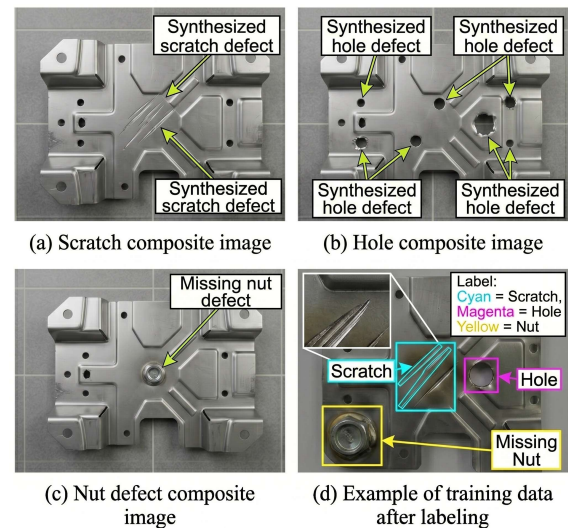 Synthesized
scratch defect
Synthesized
scratch defect
(a) Scratch composite image
Synthesized
hole defect
Synthesized
hole defect
Synthesized
hole defect
Synthesized
hole defect
(b) Hole composite image
Missing nut
defect
(c) Nut defect composite
image
Label:
Cyan = Scratch,
Magenta = Hole
Yellow = Nut
Scratch
Hole
Missing
Nut
(d) Example of training data
after labeling